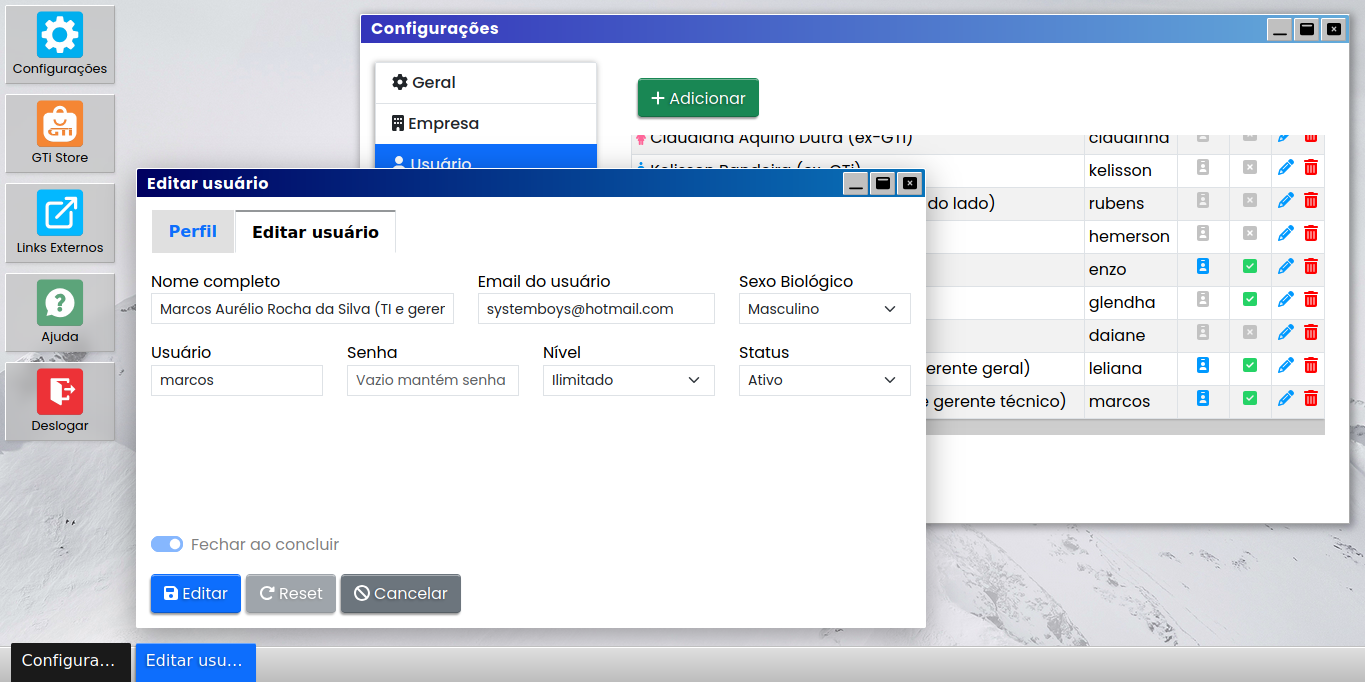 Configurações
GTi
GTi Store
Links Externos
Ajuda
Deslogar
Configurações
Geral
Empresa
Usuário
Adicionar
Claudiana Aquino Dutra (ex-GTi) claudinha
Kelisson Bandeira (ex-GTi) kelisson
do lado) rubens
hemerson
enzo
glendha
daiane
erente geral) leliana
e gerente técnico) marcos
Editar usuário
Perfil
Editar usuário
Nome completo Email do usuário Sexo Biológico
Marcos Aurélio Rocha da Silva (TI e gerer systemboys@hotmail.com Masculino
Usuário Senha Nível Status
marcos Vazio mantém senha Ilimitado Ativo
Fechar ao concluir
Editar Reset Cancelar
Configura... Editar usu...